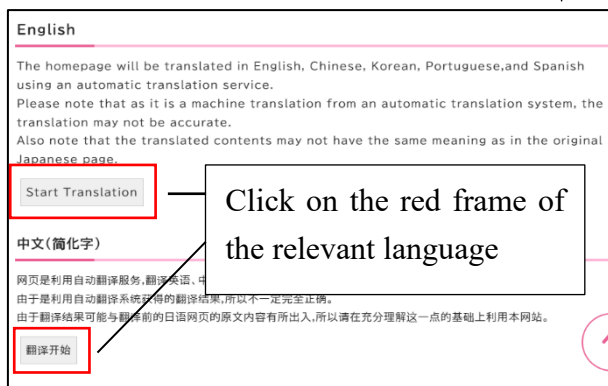 English
The homepage will be translated in English, Chinese, Korean, Portuguese,and Spanish
using an automatic translation service.
Please note that as it is a machine translation from an automatic translation system, the
translation may not be accurate.
Also note that the translated contents may not have the same meaning as in the original
Japanese page.
Start Translation
Click on the red frame of
the relevant language
中文(简化字)
网页是利用自动翻译服务,翻译英语、
由于是利用自动翻译系统获得的翻译结果,所以不一定完全正确。
由于翻译结果可能与翻译前的日语网页的原文内容有所出入,所以请在充分理解这一点的基础上利用本网站。
翻译开始